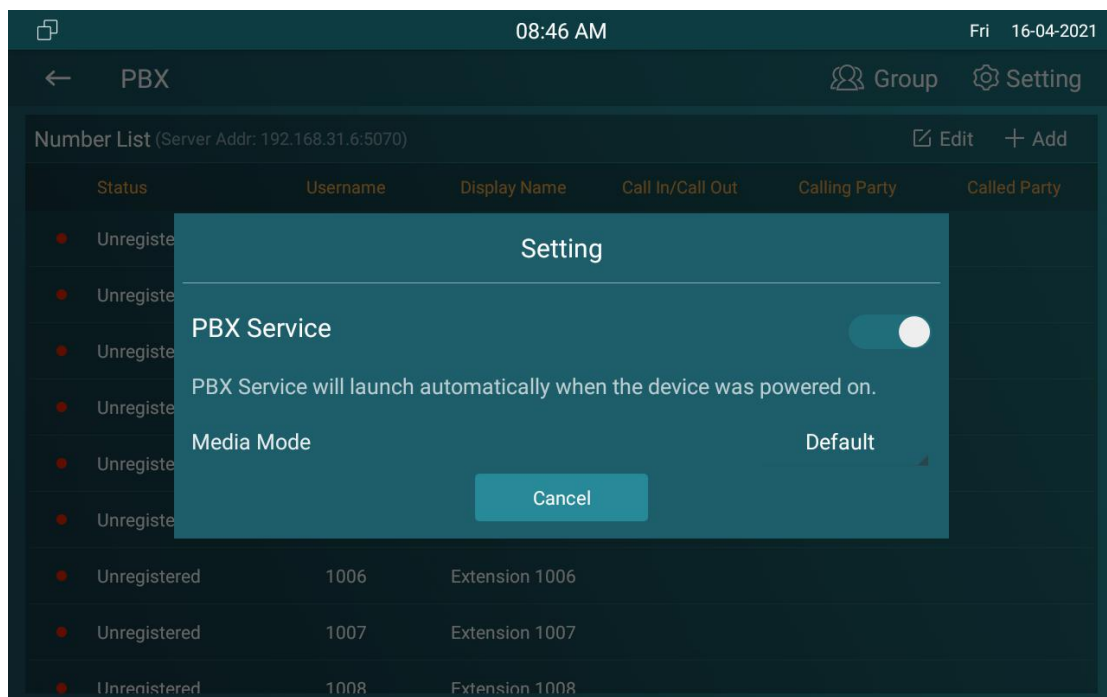 08:46 AM Fri 16-04-2021
PBX Group Setting
Number List (Server Addr: 192.168.31.6:5070) Edit Add
Status Username Display Name Call In/Call Out Calling Party Called Party
Unregiste
Setting
Unregiste
PBX Service
Unregiste
PBX Service will launch automatically when the device was powered on.
Unregiste
Media Mode Default
Unregiste
Cancel
Unregiste
Unregistered 1006 Extension 1006
Unregistered 1007 Extension 1007
Unregistered 1008 Extension 1008